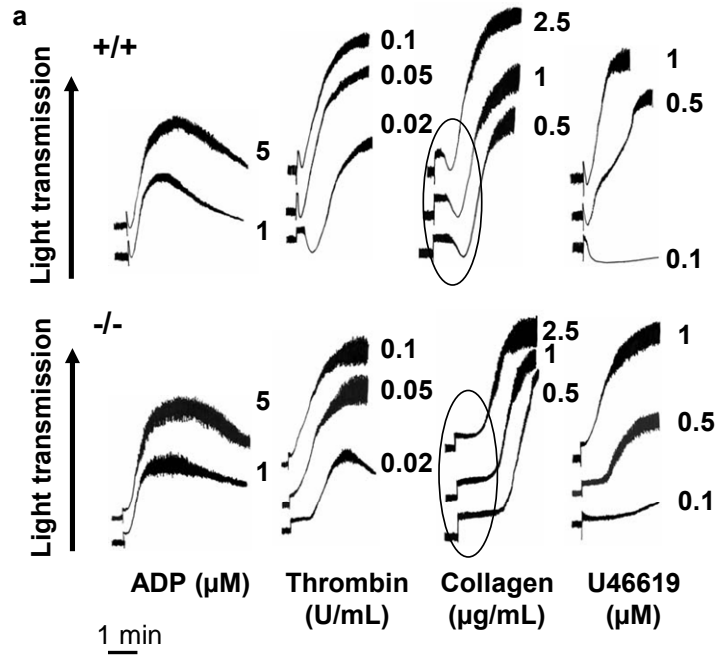 a
+/+
Light transmission
5
1
0.1
0.05
0.02
2.5
1
0.5
1
0.5
0.1
-/-
Light transmission
5
1
0.1
0.05
0.02
2.5
1
0.5
1
0.5
0.1
ADP (µM)
Thrombin
(U/mL)
Collagen
(µg/mL)
U46619
(µM)
1 min